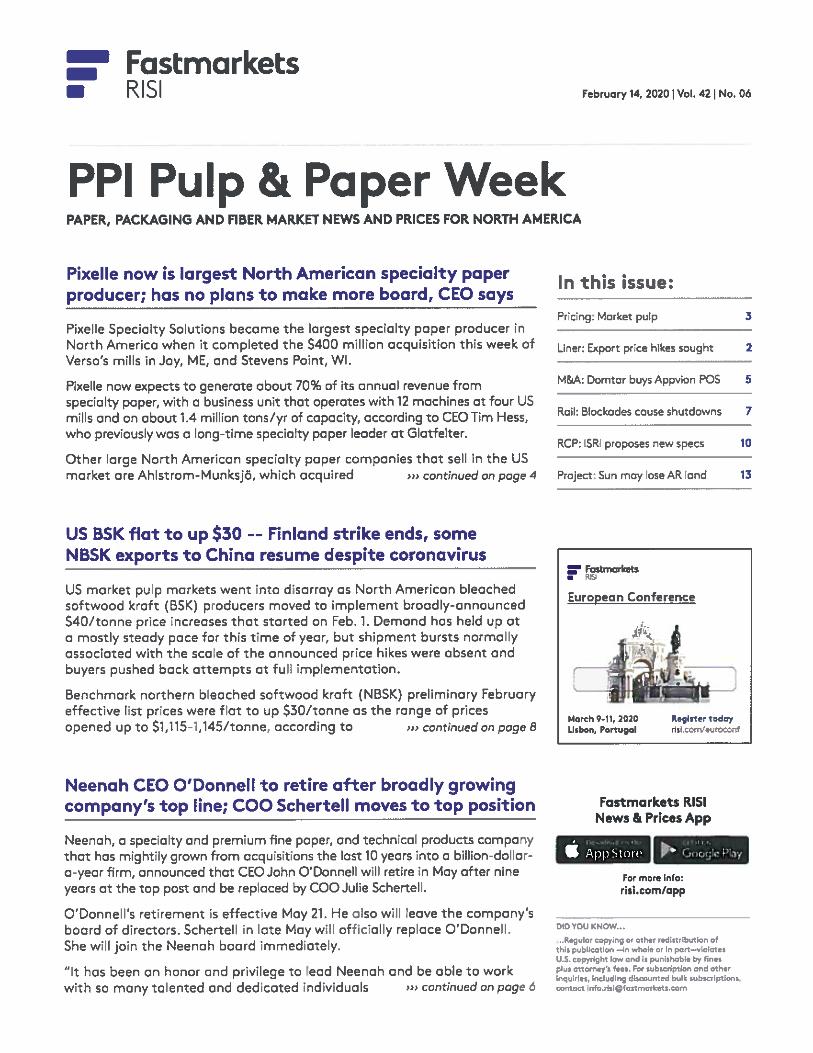 Fastmarkets
RISI
February 14, 2020 | Vol. 42 | No. 06
PPI Pulp & Paper Week
PAPER, PACKAGING AND FIBER MARKET NEWS AND PRICES FOR NORTH AMERICA
Pixelle now is largest North American specialty paper
producer; has no plans to make more board, CEO says
Pixelle Specialty Solutions became the largest specialty paper producer in
North America when it completed the $400 million acquisition this week of
Verso's mills in Jay, ME, and Stevens Point, WI.
Pixelle now expects to generate about 70% of its annual revenue from
specialty paper, with a business unit that operates with 12 machines at four US
mills and on about 1.4 million tons/yr of capacity, according to CEO Tim Hess,
who previously was a long-time specialty paper leader at Glatfelter.
Other large North American specialty paper companies that sell in the US
market are Ahlstrom-Munksjö, which acquired ››› continued on page 4
US BSK flat to up $30 -- Finland strike ends, some
NBSK exports to China resume despite coronavirus
US market pulp markets went into disarray as North American bleached
softwood kraft (BSK) producers moved to implement broadly-announced
$40/tonne price increases that started on Feb. 1. Demand has held up at
a mostly steady pace for this time of year, but shipment bursts normally
associated with the scale of the announced price hikes were absent and
buyers pushed back attempts at full implementation.
Benchmark northern bleached softwood kraft (NBSK) preliminary February
effective list prices were flat to up $30/tonne as the range of prices
opened up to $1,115-1,145/tonne, according to ››› continued on page 8
Neenah CEO O'Donnell to retire after broadly growing
company's top line; COO Schertell moves to top position
Neenah, a specialty and premium fine paper, and technical products company
that has mightily grown from acquisitions the last 10 years into a billion-dollar-
a-year firm, announced that CEO John O'Donnell will retire in May after nine
years at the top post and be replaced by COO Julie Schertell.
O'Donnell's retirement is effective May 21. He also will leave the company's
board of directors. Schertell in late May will officially replace O'Donnell.
She will join the Neenah board immediately.
"It has been an honor and privilege to lead Neenah and be able to work
with so many talented and dedicated individuals ››› continued on page 6
In this issue:
Pricing: Market pulp 3
Liner: Export price hikes sought 2
M&A: Domtar buys Appvion POS 5
Rail: Blockades cause shutdowns 7
RCP: ISRI proposes new specs 10
Project: Sun may lose AR land 13
Fastmarkets
RISI
European Conference
March 9-11, 2020 Register today
Lisbon, Portugal risi.com/euroconf
Fastmarkets RISI
News & Prices App
App Store Google Play
For more info:
risi.com/app
DID YOU KNOW...
...Regular copying or other redistribution of
this publication —in whole or in part—violates
U.S. copyright law and is punishable by fines
plus attorney's fees. For subscription and other
inquiries, including discounted bulk subscriptions,
contact info.risi@fastmarkets.com